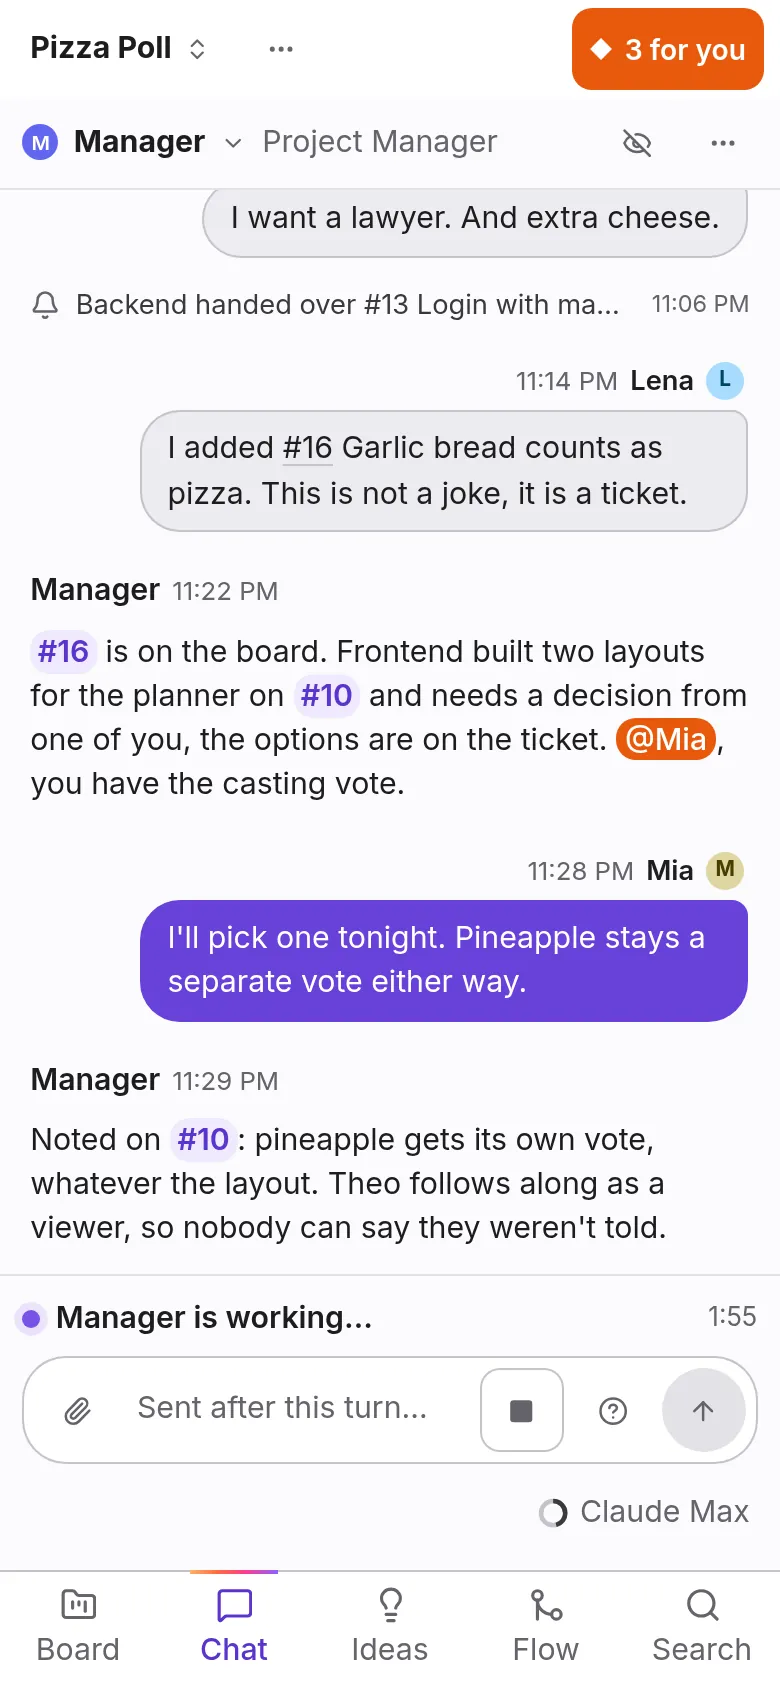 Pizza Poll
3 for you
M Manager Project Manager
I want a lawyer. And extra cheese.
Backend handed over #13 Login with ma... 11:06 PM
11:14 PM Lena L
I added #16 Garlic bread counts as
pizza. This is not a joke, it is a ticket.
Manager 11:22 PM
#16 is on the board. Frontend built two layouts
for the planner on #10 and needs a decision from
one of you, the options are on the ticket. @Mia,
you have the casting vote.
11:28 PM Mia M
I'll pick one tonight. Pineapple stays a
separate vote either way.
Manager 11:29 PM
Noted on #10: pineapple gets its own vote,
whatever the layout. Theo follows along as a
viewer, so nobody can say they weren't told.
Manager is working... 1:55
Sent after this turn...
Claude Max
Board Chat Ideas Flow Search